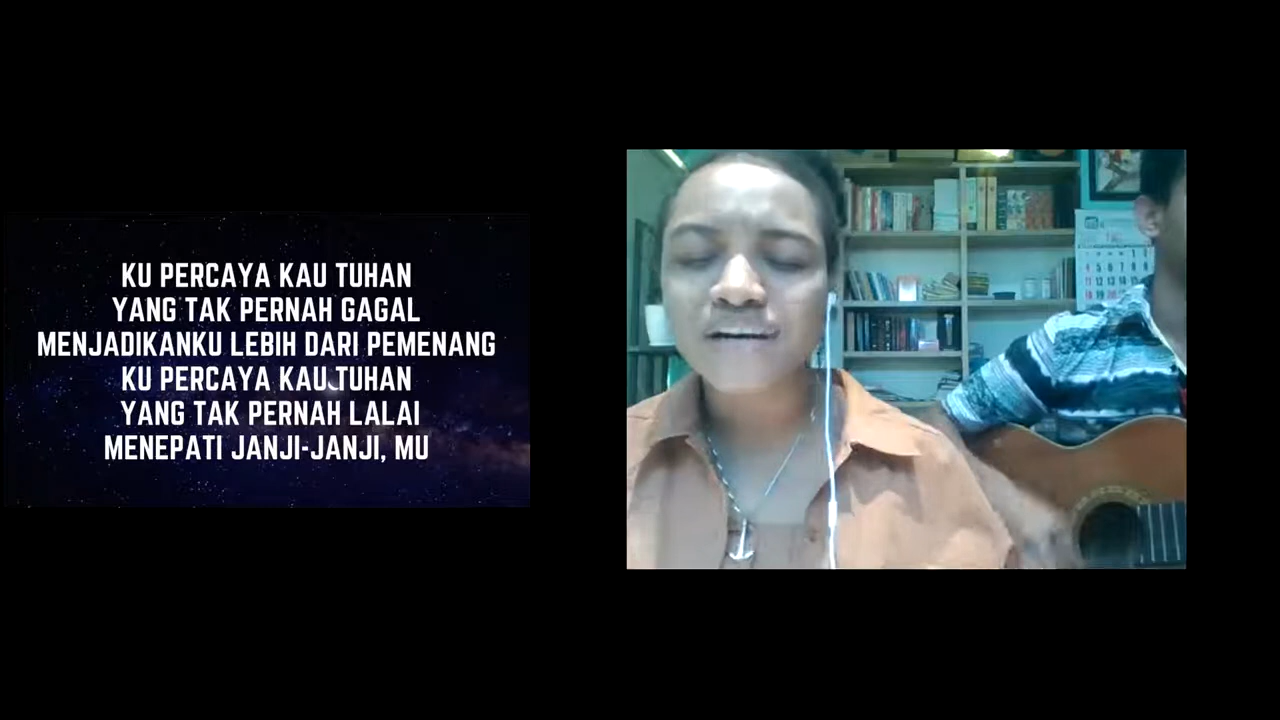 KU PERCAYA KAU TUHAN
YANG TAK PERNAH GAGAL
MENJADIKANKU LEBIH DARI PEMENANG
KU PERCAYA KAU TUHAN
YANG TAK PERNAH LALAI
MENEPATI JANJI-JANJI, MU